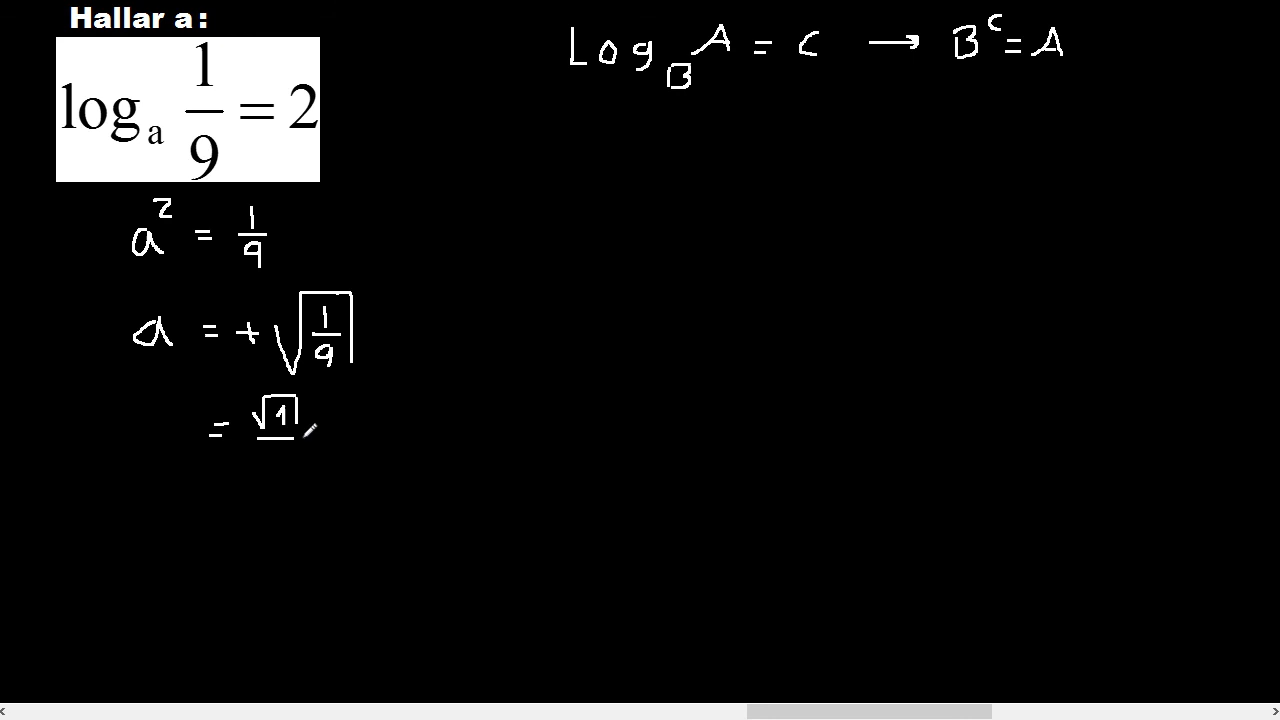 Hallar a:
log_a 1/9 = 2
Log_B A = C → B^C = A
a^2 = 1/9
a = + √(1/9)
= √1